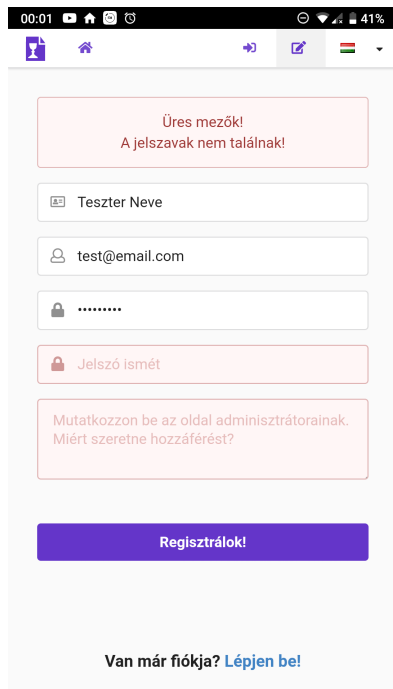 00:01
41%
Üres mezők!
A jelszavak nem találnak!
Teszter Neve
test@email.com
•••••••••
Jelszó ismét
Mutatkozzon be az oldal adminisztrátorainak.
Miért szeretne hozzáférést?
Regisztrálok!
Van már fiókja? Lépjen be!